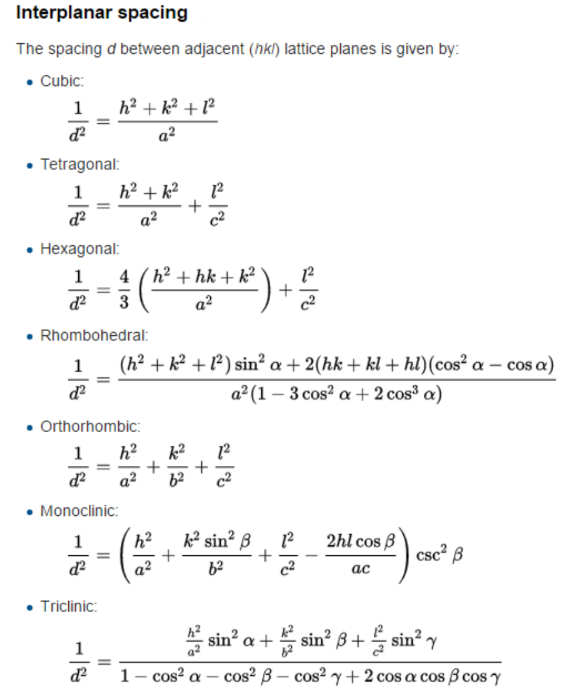 Interplanar spacing
The spacing d between adjacent (hkl) lattice planes is given by:
• Cubic:
1/d² = (h² + k² + l²)/a²
• Tetragonal:
1/d² = (h² + k²)/a² + l²/c²
• Hexagonal:
1/d² = 4/3 ((h² + hk + k²)/a²) + l²/c²
• Rhombohedral:
1/d² = ((h² + k² + l²) sin² α + 2(hk + kl + hl)(cos² α − cos α))/(a²(1 − 3 cos² α + 2 cos³ α))
• Orthorhombic:
1/d² = h²/a² + k²/b² + l²/c²
• Monoclinic:
1/d² = (h²/a² + k² sin² β/b² + l²/c² − 2hl cos β/ac) csc² β
• Triclinic:
1/d² = (h²/a² sin² α + k²/b² sin² β + l²/c² sin² γ)/(1 − cos² α − cos² β − cos² γ + 2 cos α cos β cos γ)